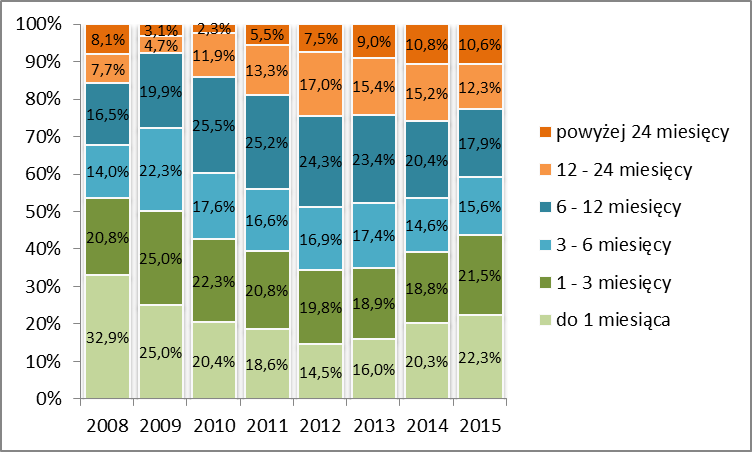 100%
90%
80%
70%
60%
50%
40%
30%
20%
10%
0%
8,1% 3,1% 2,3% 5,5% 7,5% 9,0% 10,8% 10,6%
7,7% 4,7% 11,9% 13,3% 17,0% 15,4% 15,2% 12,3%
16,5% 19,9% 25,5% 25,2% 24,3% 23,4% 20,4% 17,9%
14,0% 22,3% 17,6% 16,6% 16,9% 17,4% 14,6% 15,6%
20,8% 25,0% 22,3% 20,8% 19,8% 18,9% 18,8% 21,5%
32,9% 25,0% 20,4% 18,6% 14,5% 16,0% 20,3% 22,3%
2008 2009 2010 2011 2012 2013 2014 2015
powyżej 24 miesięcy
12 - 24 miesięcy
6 - 12 miesięcy
3 - 6 miesięcy
1 - 3 miesięcy
do 1 miesiąca